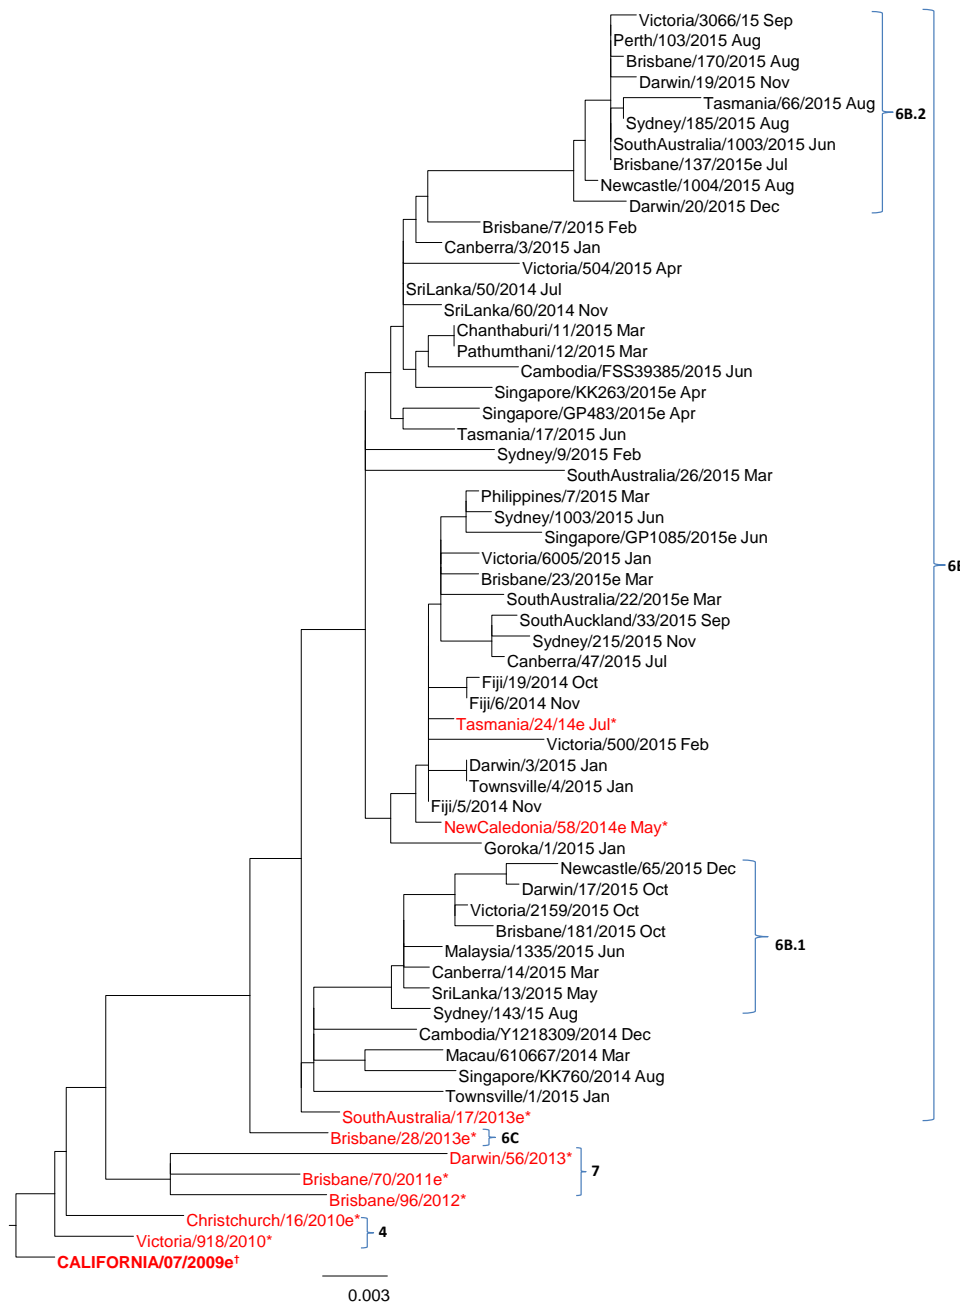 Victoria/3066/15 Sep
Perth/103/2015 Aug
Brisbane/170/2015 Aug
Darwin/19/2015 Nov
Tasmania/66/2015 Aug
6B.2
Sydney/185/2015 Aug
SouthAustralia/1003/2015 Jun
Brisbane/137/2015e Jul
Newcastle/1004/2015 Aug
Darwin/20/2015 Dec
Brisbane/7/2015 Feb
Canberra/3/2015 Jan
Victoria/504/2015 Apr
SriLanka/50/2014 Jul
SriLanka/60/2014 Nov
Chanthaburi/11/2015 Mar
Pathumthani/12/2015 Mar
Cambodia/FSS39385/2015 Jun
Singapore/KK263/2015e Apr
Singapore/GP483/2015e Apr
Tasmania/17/2015 Jun
Sydney/9/2015 Feb
SouthAustralia/26/2015 Mar
Philippines/7/2015 Mar
Sydney/1003/2015 Jun
Singapore/GP1085/2015e Jun
Victoria/6005/2015 Jan
6B
Brisbane/23/2015e Mar
SouthAustralia/22/2015e Mar
SouthAuckland/33/2015 Sep
Sydney/215/2015 Nov
Canberra/47/2015 Jul
Fiji/19/2014 Oct
Fiji/6/2014 Nov
Tasmania/24/14e Jul*
Victoria/500/2015 Feb
Darwin/3/2015 Jan
Townsville/4/2015 Jan
Fiji/5/2014 Nov
NewCaledonia/58/2014e May*
Goroka/1/2015 Jan
Newcastle/65/2015 Dec
Darwin/17/2015 Oct
Victoria/2159/2015 Oct
Brisbane/181/2015 Oct
6B.1
Malaysia/1335/2015 Jun
Canberra/14/2015 Mar
SriLanka/13/2015 May
Sydney/143/15 Aug
Cambodia/Y1218309/2014 Dec
Macau/610667/2014 Mar
Singapore/KK760/2014 Aug
Townsville/1/2015 Jan
SouthAustralia/17/2013e*
Brisbane/28/2013e*
6C
Darwin/56/2013*
7
Brisbane/70/2011e*
Brisbane/96/2012*
Christchurch/16/2010e*
4
Victoria/918/2010*
CALIFORNIA/07/2009e†
0.003